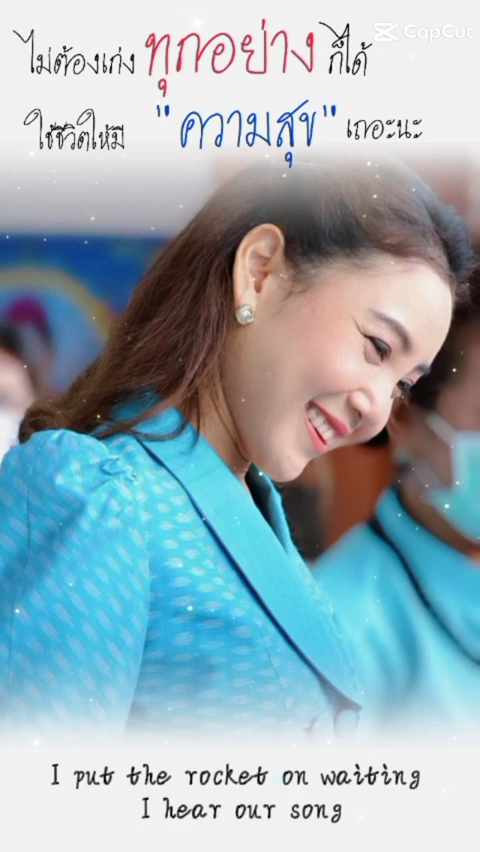 CapCut
ไม่ต้องเก่ง ทุกอย่าง ก็ได้
ใช้ชีวิตให้มี "ความสุข" เถอะนะ
I put the rocket on waiting
I hear our song